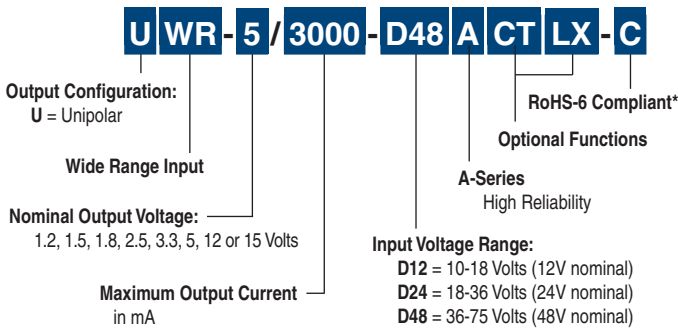 U WR - 5 / 3000 - D48 A CT LX - C
Output Configuration:
U = Unipolar
RoHS-6 Compliant*
Optional Functions
Wide Range Input
A-Series
High Reliability
Nominal Output Voltage:
1.2, 1.5, 1.8, 2.5, 3.3, 5, 12 or 15 Volts
Input Voltage Range:
D12 = 10-18 Volts (12V nominal)
D24 = 18-36 Volts (24V nominal)
D48 = 36-75 Volts (48V nominal)
Maximum Output Current
in mA